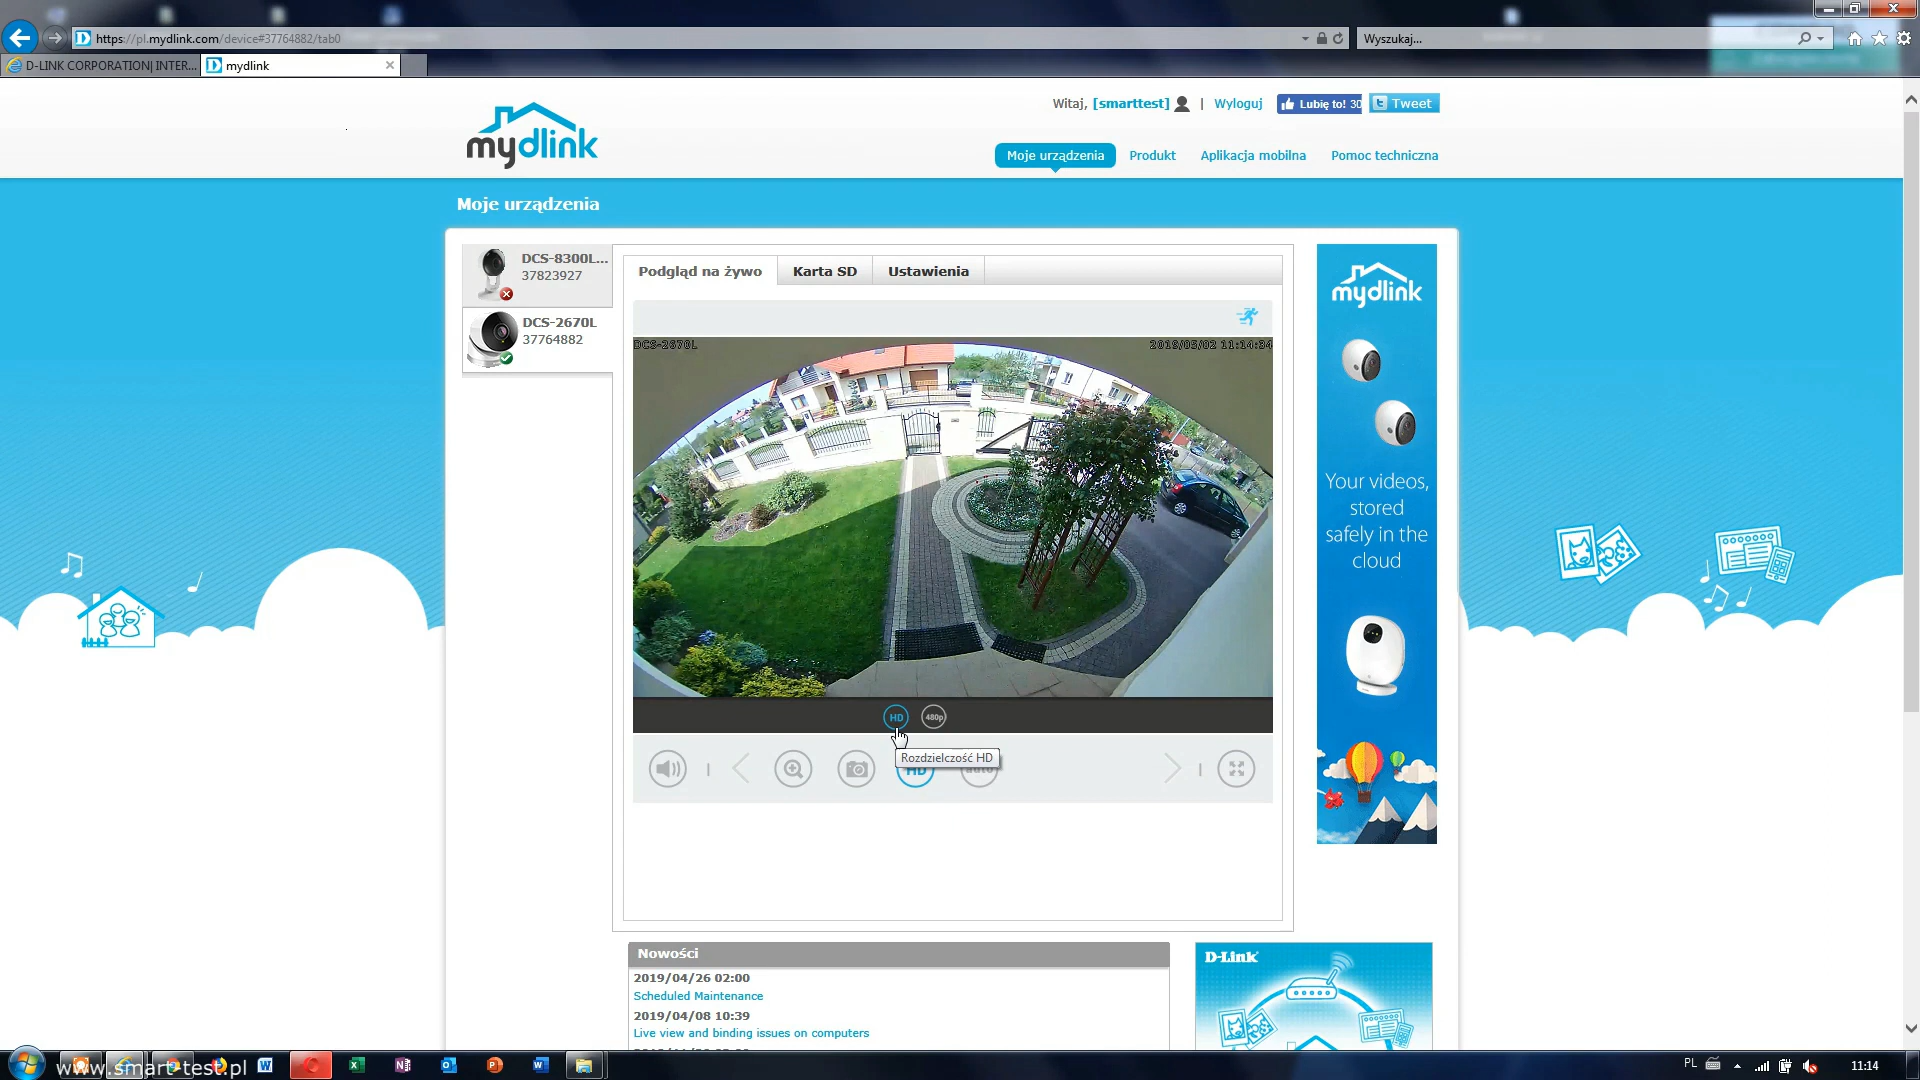 https://pl.mydlink.com/device#37764882/tab0
Wyszukaj...
D-LINK CORPORATION| INTER...
mydlink
Witaj, [smarttest] | Wyloguj
Lubię to! 30
Tweet
mydlink
Moje urządzenia
Produkt
Aplikacja mobilna
Pomoc techniczna
Moje urządzenia
DCS-8300L...
37823927
DCS-2670L
37764882
Podgląd na żywo
Karta SD
Ustawienia
DCS-2670L
2019/05/02 11:14:34
HD
480p
Rozdzielczość HD
HD
auto
mydlink
Your videos,
stored
safely in the
cloud
Nowości
2019/04/26 02:00
Scheduled Maintenance
2019/04/08 10:39
Live view and binding issues on computers
D-Link
www.smart-test.pl
PL
11:14